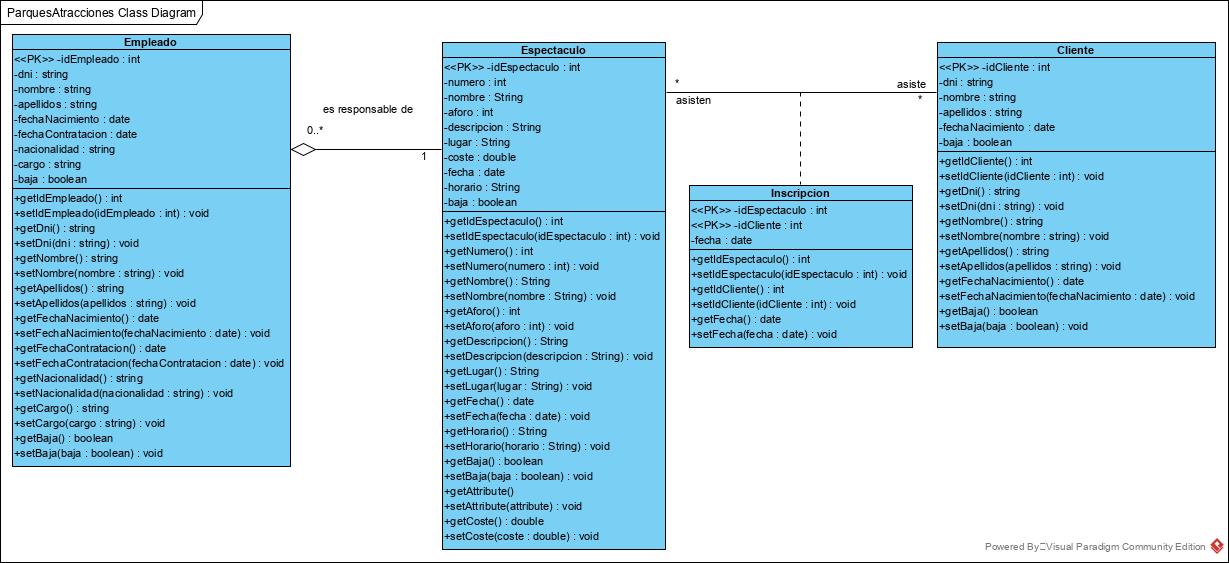 ParquesAtracciones Class Diagram
Empleado
<<PK>> -idEmpleado : int
-dni : string
-nombre : string
-apellidos : string
-fechaNacimiento : date
-fechaContratacion : date
-nacionalidad : string
-cargo : string
-baja : boolean
+getIdEmpleado() : int
+setIdEmpleado(idEmpleado : int) : void
+getDni() : string
+setDni(dni : string) : void
+getNombre() : string
+setNombre(nombre : string) : void
+getApellidos() : string
+setApellidos(apellidos : string) : void
+getFechaNacimiento() : date
+setFechaNacimiento(fechaNacimiento : date) : void
+getFechaContratacion() : date
+setFechaContratacion(fechaContratacion : date) : void
+getNacionalidad() : string
+setNacionalidad(nacionalidad : string) : void
+getCargo() : string
+setCargo(cargo : string) : void
+getBaja() : boolean
+setBaja(baja : boolean) : void
es responsable de
0..*
1
Espectaculo
<<PK>> -idEspectaculo : int
-numero : int
-nombre : String
-aforo : int
-descripcion : String
-lugar : String
-coste : double
-fecha : date
-horario : String
-baja : boolean
+getIdEspectaculo() : int
+setIdEspectaculo(idEspectaculo : int) : void
+getNumero() : int
+setNumero(numero : int) : void
+getNombre() : String
+setNombre(nombre : String) : void
+getAforo() : int
+setAforo(aforo : int) : void
+getDescripcion() : String
+setDescripcion(descripcion : String) : void
+getLugar() : String
+setLugar(lugar : String) : void
+getFecha() : date
+setFecha(fecha : date) : void
+getHorario() : String
+setHorario(horario : String) : void
+getBaja() : boolean
+setBaja(baja : boolean) : void
+getAttribute()
+setAttribute(attribute) : void
+getCoste() : double
+setCoste(coste : double) : void
*
asisten
asiste
*
Inscripcion
<<PK>> -idEspectaculo : int
<<PK>> -idCliente : int
-fecha : date
+getIdEspectaculo() : int
+setIdEspectaculo(idEspectaculo : int) : void
+getIdCliente() : int
+setIdCliente(idCliente : int) : void
+getFecha() : date
+setFecha(fecha : date) : void
Cliente
<<PK>> -idCliente : int
-dni : string
-nombre : string
-apellidos : string
-fechaNacimiento : date
-baja : boolean
+getIdCliente() : int
+setIdCliente(idCliente : int) : void
+getDni() : string
+setDni(dni : string) : void
+getNombre() : string
+setNombre(nombre : string) : void
+getApellidos() : string
+setApellidos(apellidos : string) : void
+getFechaNacimiento() : date
+setFechaNacimiento(fechaNacimiento : date) : void
+getBaja() : boolean
+setBaja(baja : boolean) : void
Powered By Visual Paradigm Community Edition